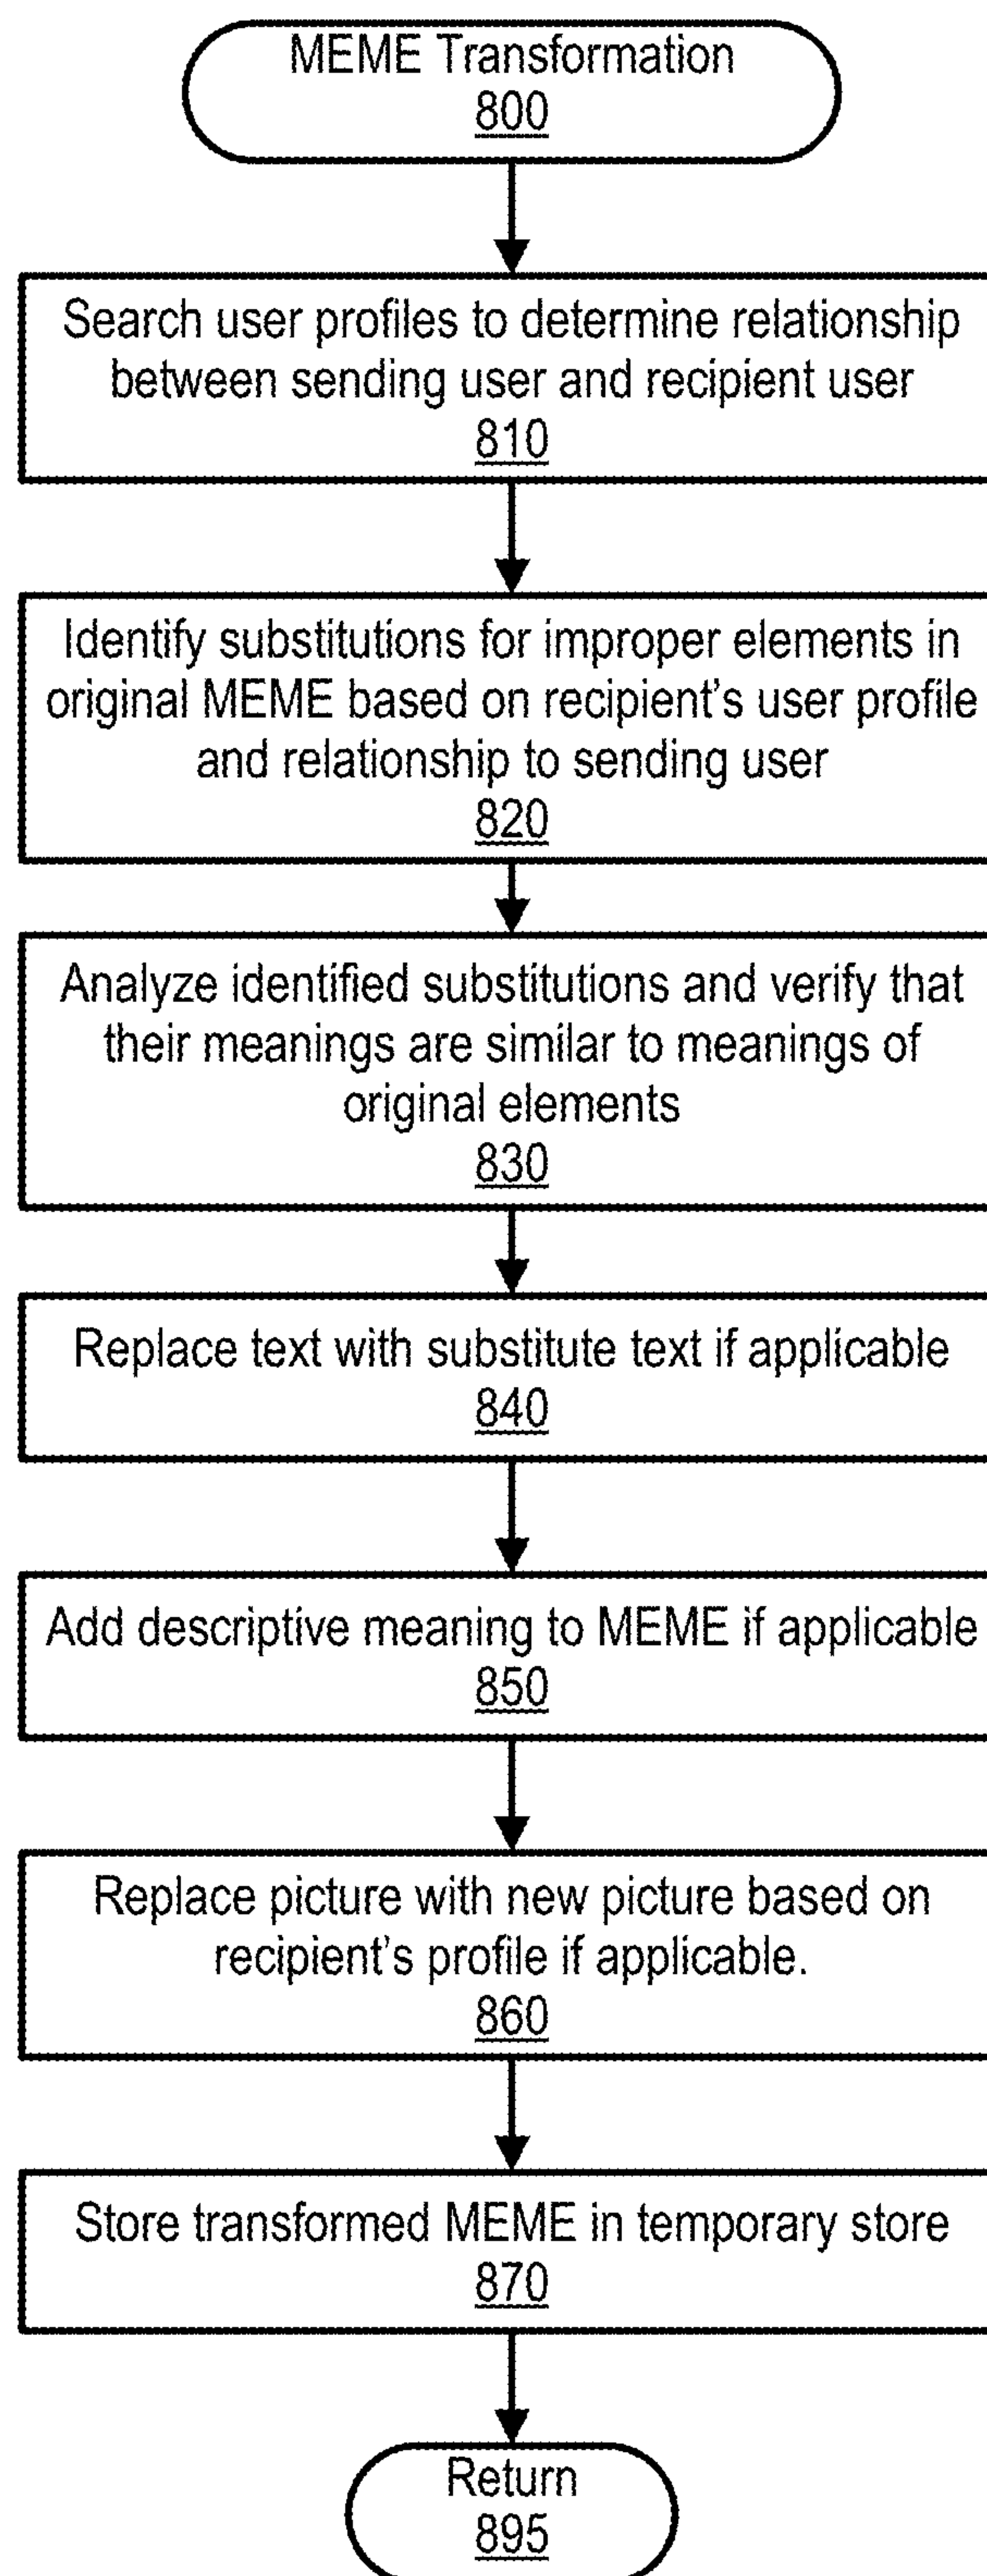 MEME Transformation
800
Search user profiles to determine relationship
between sending user and recipient user
810
Identify substitutions for improper elements in
original MEME based on recipient's user profile
and relationship to sending user
820
Analyze identified substitutions and verify that
their meanings are similar to meanings of
original elements
830
Replace text with substitute text if applicable
840
Add descriptive meaning to MEME if applicable
850
Replace picture with new picture based on
recipient's profile if applicable.
860
Store transformed MEME in temporary store
870
Return
895